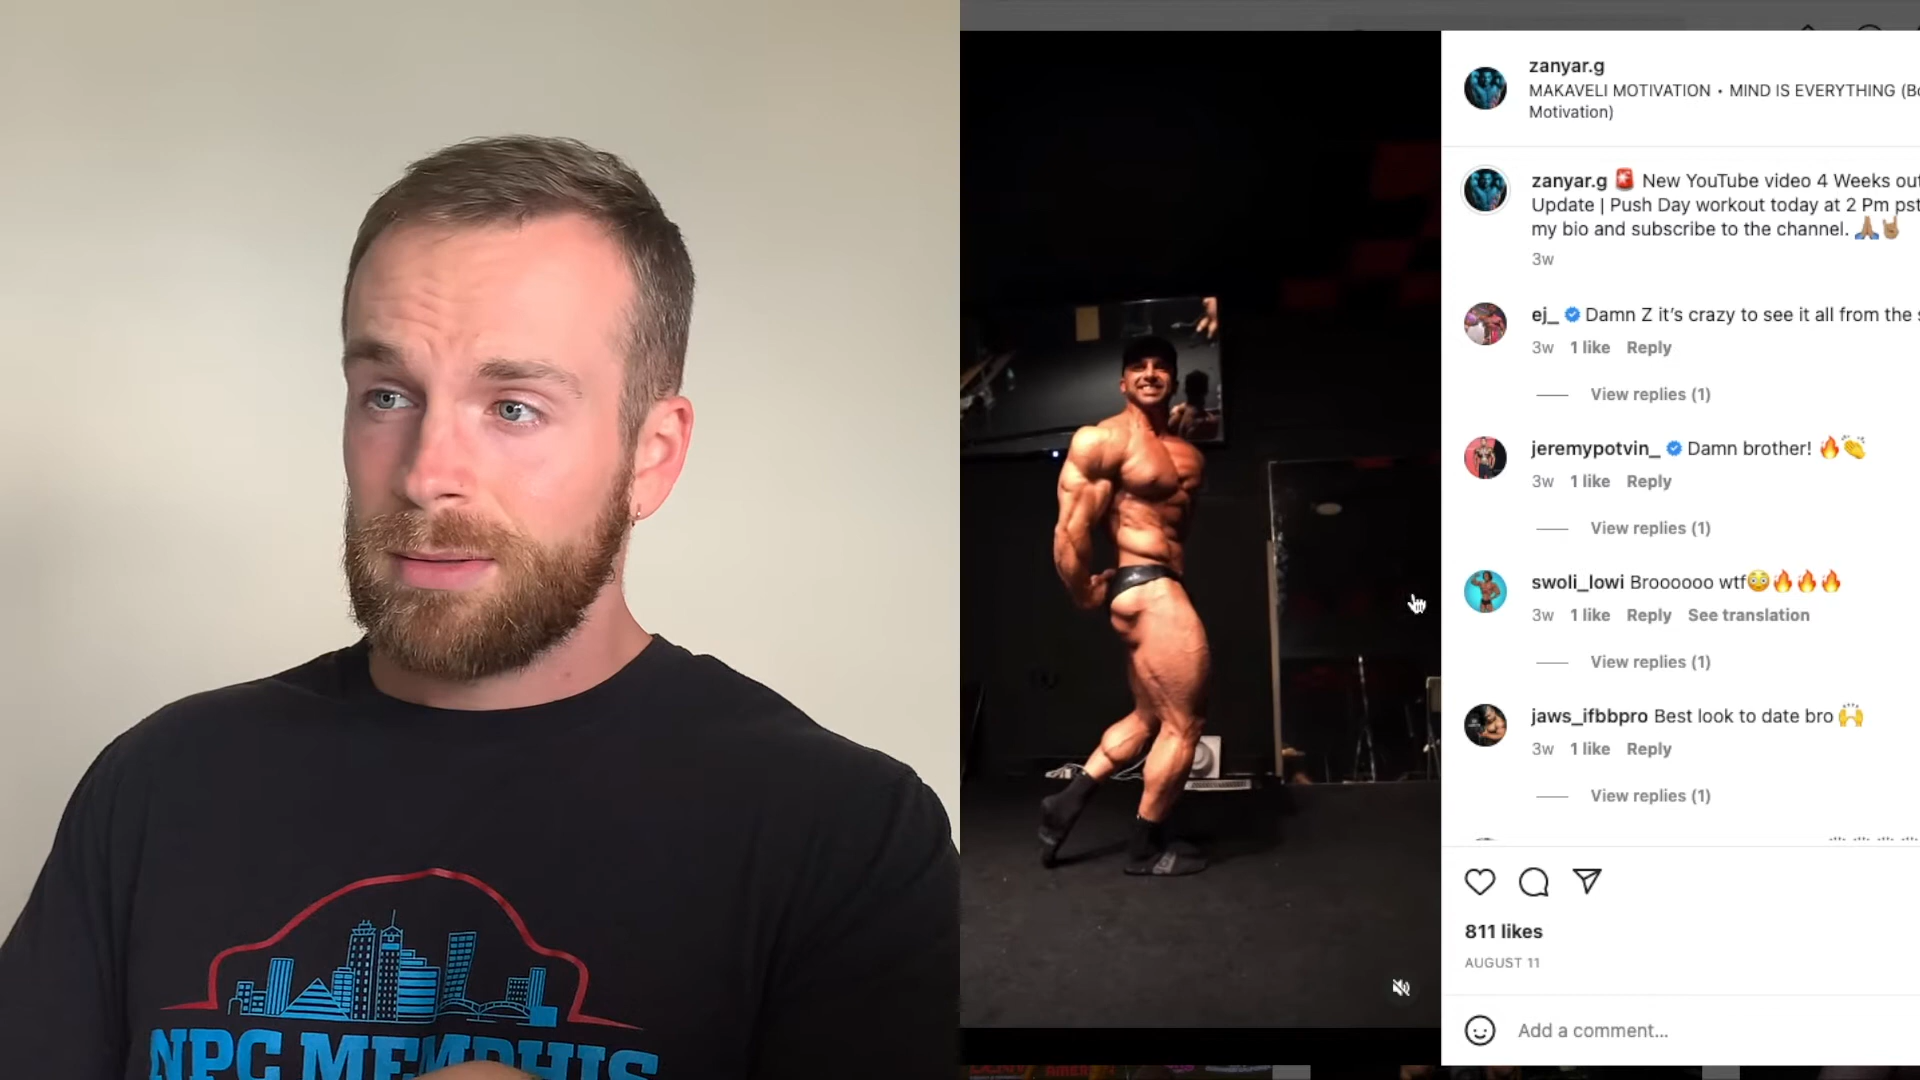 NPC MEMPHIS
zanyar.g
MAKAVELI MOTIVATION • MIND IS EVERYTHING (Bo
Motivation)
zanyar.g 🚨 New YouTube video 4 Weeks out
Update | Push Day workout today at 2 Pm pst
my bio and subscribe to the channel. 🙏🏽🤘🏽
3w
ej_ Damn Z it's crazy to see it all from the s
3w 1 like Reply
View replies (1)
jeremypotvin_ Damn brother! 🔥👏
3w 1 like Reply
View replies (1)
swoli_lowi Broooooo wtf😳🔥🔥🔥
3w 1 like Reply See translation
View replies (1)
jaws_ifbbpro Best look to date bro 🙌
3w 1 like Reply
View replies (1)
811 likes
AUGUST 11
Add a comment...